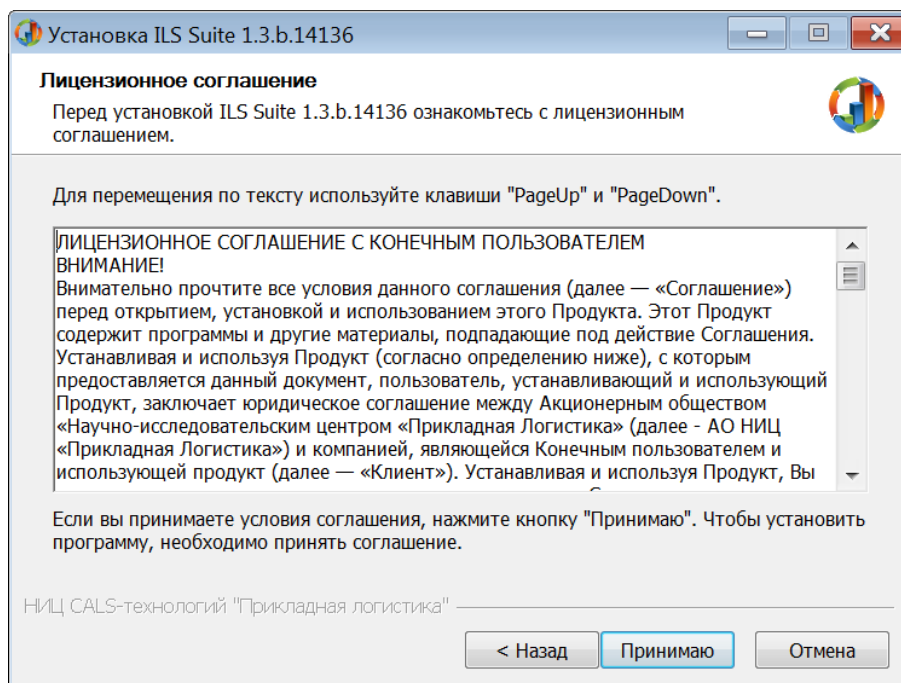 Установка ILS Suite 1.3.b.14136
Лицензионное соглашение
Перед установкой ILS Suite 1.3.b.14136 ознакомьтесь с лицензионным
соглашением.
Для перемещения по тексту используйте клавиши "PageUp" и "PageDown".
ЛИЦЕНЗИОННОЕ СОГЛАШЕНИЕ С КОНЕЧНЫМ ПОЛЬЗОВАТЕЛЕМ
ВНИМАНИЕ!
Внимательно прочтите все условия данного соглашения (далее — «Соглашение»)
перед открытием, установкой и использованием этого Продукта. Этот Продукт
содержит программы и другие материалы, подпадающие под действие Соглашения.
Устанавливая и используя Продукт (согласно определению ниже), с которым
предоставляется данный документ, пользователь, устанавливающий и использующий
Продукт, заключает юридическое соглашение между Акционерным обществом
«Научно-исследовательским центром «Прикладная Логистика» (далее - АО НИЦ
«Прикладная Логистика») и компанией, являющейся Конечным пользователем и
использующей продукт (далее — «Клиент»). Устанавливая и используя Продукт, Вы
Если вы принимаете условия соглашения, нажмите кнопку "Принимаю". Чтобы установить
программу, необходимо принять соглашение.
НИЦ CALS-технологий "Прикладная логистика"
< Назад
Принимаю
Отмена